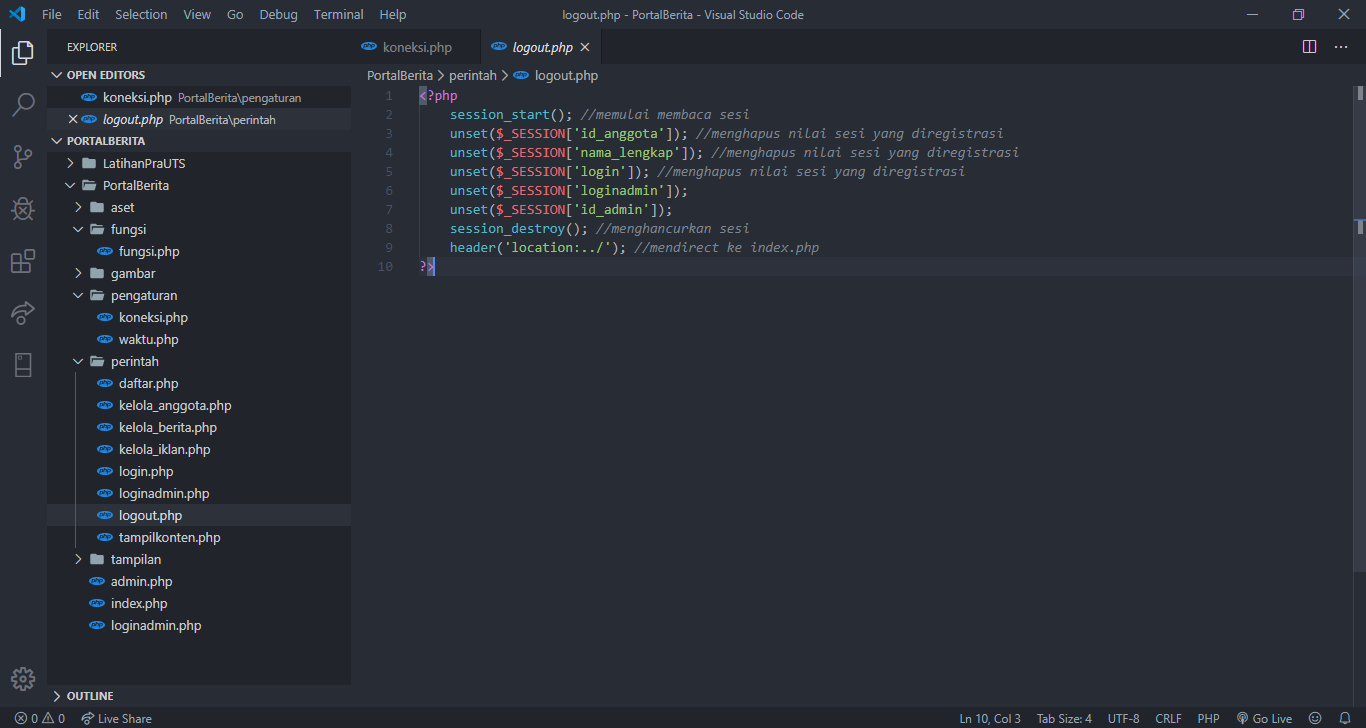 File Edit Selection View Go Debug Terminal Help
logout.php - PortalBerita - Visual Studio Code
EXPLORER
OPEN EDITORS
koneksi.php PortalBerita\pengaturan
logout.php PortalBerita\perintah
PORTALBERITA
LatihanPraUTS
PortalBerita
aset
fungsi
fungsi.php
gambar
pengaturan
koneksi.php
waktu.php
perintah
daftar.php
kelola_anggota.php
kelola_berita.php
kelola_iklan.php
login.php
loginadmin.php
logout.php
tampilkonten.php
tampilan
admin.php
index.php
loginadmin.php
OUTLINE
koneksi.php logout.php
PortalBerita > perintah > logout.php
1 <?php
2 session_start(); //memulai membaca sesi
3 unset($_SESSION['id_anggota']); //menghapus nilai sesi yang diregistrasi
4 unset($_SESSION['nama_lengkap']); //menghapus nilai sesi yang diregistrasi
5 unset($_SESSION['login']); //menghapus nilai sesi yang diregistrasi
6 unset($_SESSION['loginadmin']);
7 unset($_SESSION['id_admin']);
8 session_destroy(); //menghancurkan sesi
9 header('location:../'); //mendirect ke index.php
10 ?>
0 0 Live Share
Ln 10, Col 3 Tab Size: 4 UTF-8 CRLF PHP Go Live